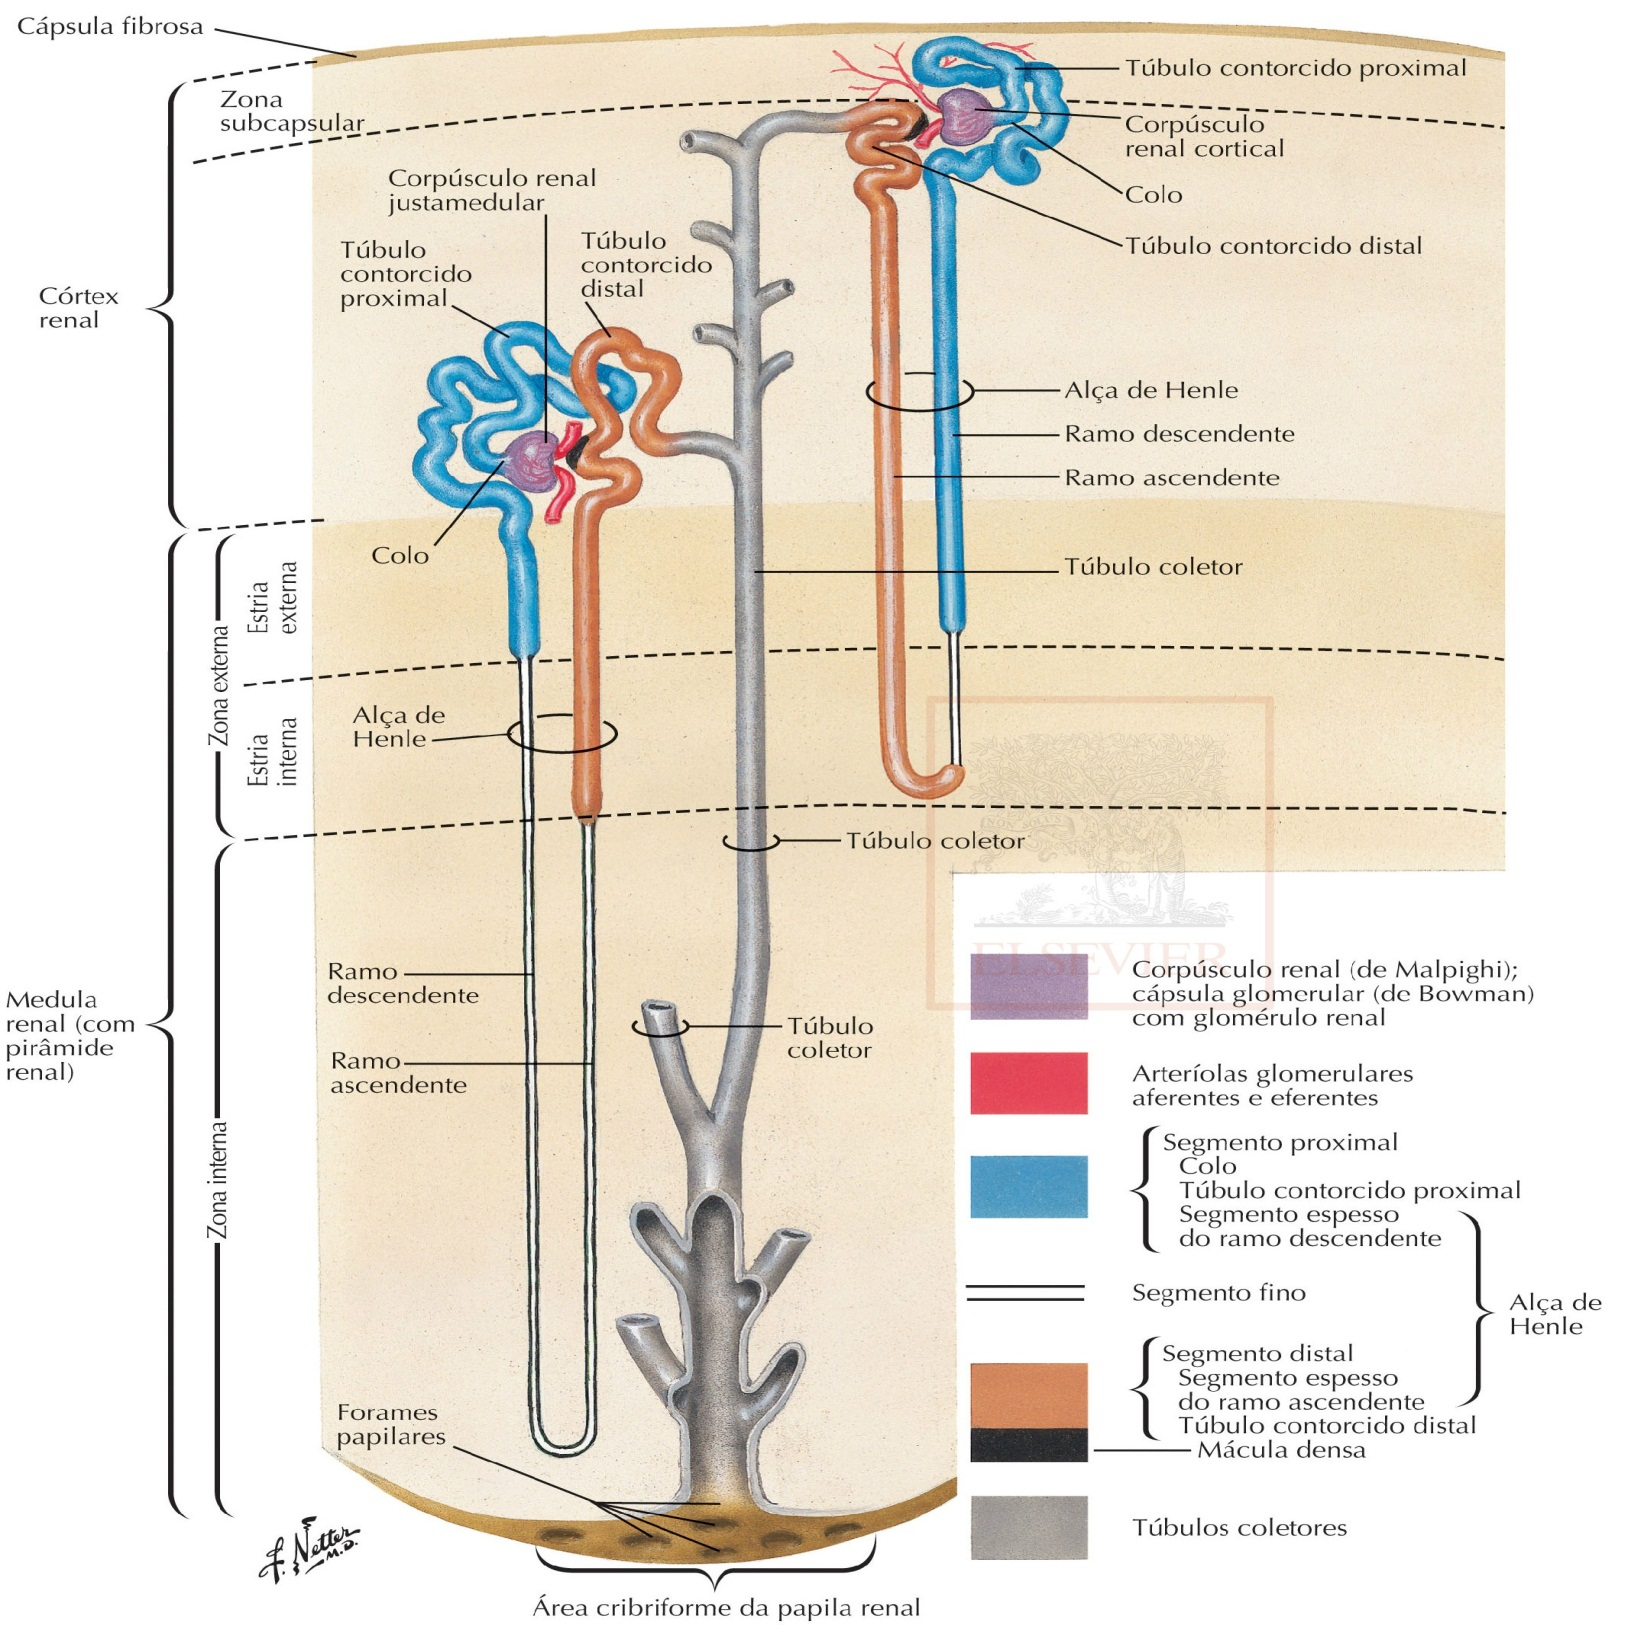 Cápsula fibrosa
Zona
subcapsular
Túbulo contorcido proximal
Corpúsculo
renal cortical
Colo
Túbulo contorcido distal
Corpúsculo renal
justamedular
Túbulo
contorcido
proximal
Túbulo
contorcido
distal
Córtex
renal
Alça de Henle
Ramo descendente
Ramo ascendente
Colo
Túbulo coletor
Estria
externa
Zona externa
Estria
interna
Alça de
Henle
Túbulo coletor
ELSEVIER
Ramo
descendente
Túbulo
coletor
Ramo
ascendente
Medula
renal (com
pirâmide
renal)
Zona interna
Forames
papilares
Corpúsculo renal (de Malpighi);
cápsula glomerular (de Bowman)
com glomérulo renal
Arteríolas glomerulares
aferentes e eferentes
Segmento proximal
Colo
Túbulo contorcido proximal
Segmento espesso
do ramo descendente
Segmento fino
Alça de
Henle
Segmento distal
Segmento espesso
do ramo ascendente
Túbulo contorcido distal
Mácula densa
Túbulos coletores
F. Netter
M.D.
Área cribriforme da papila renal